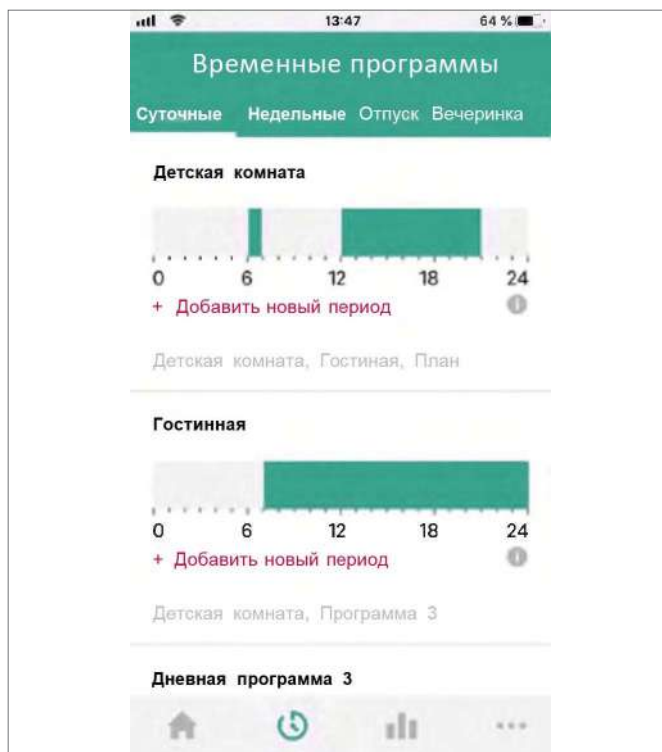 13:47 64 %
Временные программы
Суточные Недельные Отпуск Вечеринка
Детская комната
0 6 12 18 24
+ Добавить новый период
Детская комната, Гостиная, План
Гостинная
0 6 12 18 24
+ Добавить новый период
Детская комната, Программа 3
Дневная программа 3